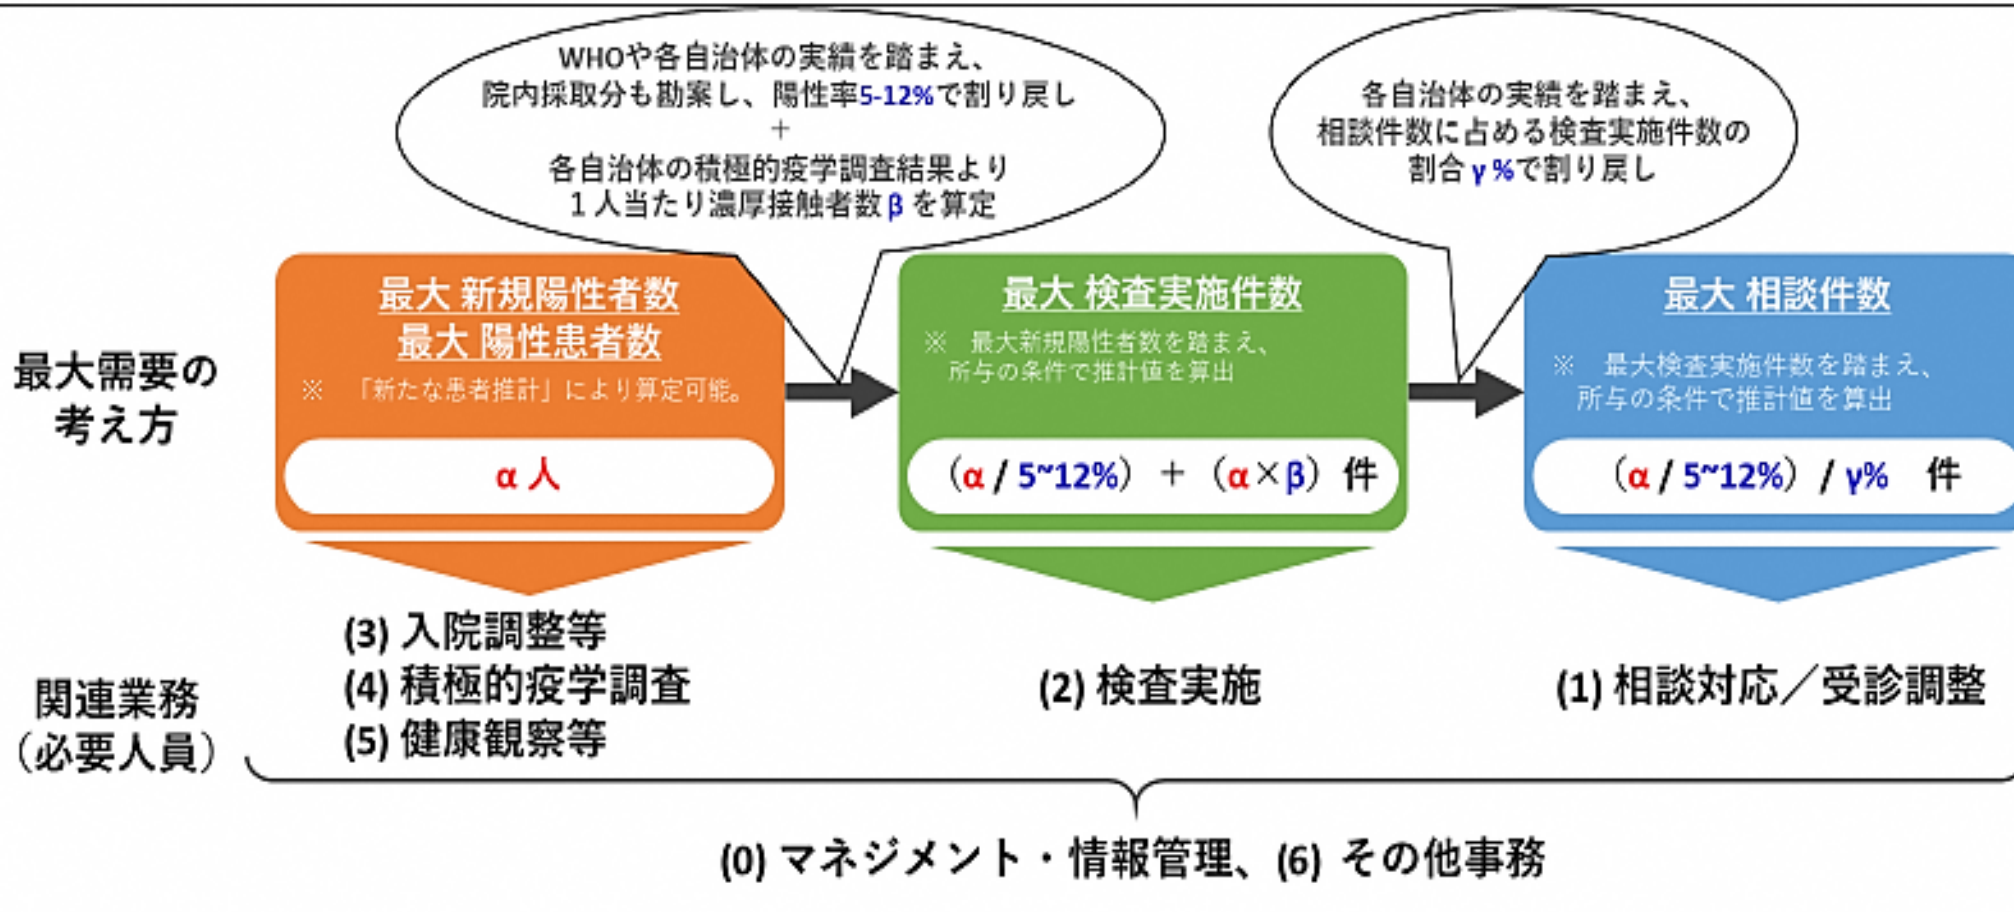 WHOや各自治体の実績を踏まえ、
院内採取分も勘案し、陽性率5-12%で割り戻し
+
各自治体の積極的疫学調査結果より
1人当たり濃厚接触者数βを算定
各自治体の実績を踏まえ、
相談件数に占める検査実施件数の
割合γ%で割り戻し
最大需要の
考え方
最大 新規陽性者数
最大 陽性患者数
※ 「新たな患者推計」により算定可能。
α人
最大 検査実施件数
※ 最大新規陽性者数を踏まえ、
所与の条件で推計値を算出
（α / 5~12%） + （α×β）件
最大 相談件数
※ 最大検査実施件数を踏まえ、
所与の条件で推計値を算出
（α / 5~12%）/ γ% 件
関連業務
（必要人員）
(3) 入院調整等
(4) 積極的疫学調査
(5) 健康観察等
(2) 検査実施
(1) 相談対応／受診調整
(0) マネジメント・情報管理、(6) その他事務